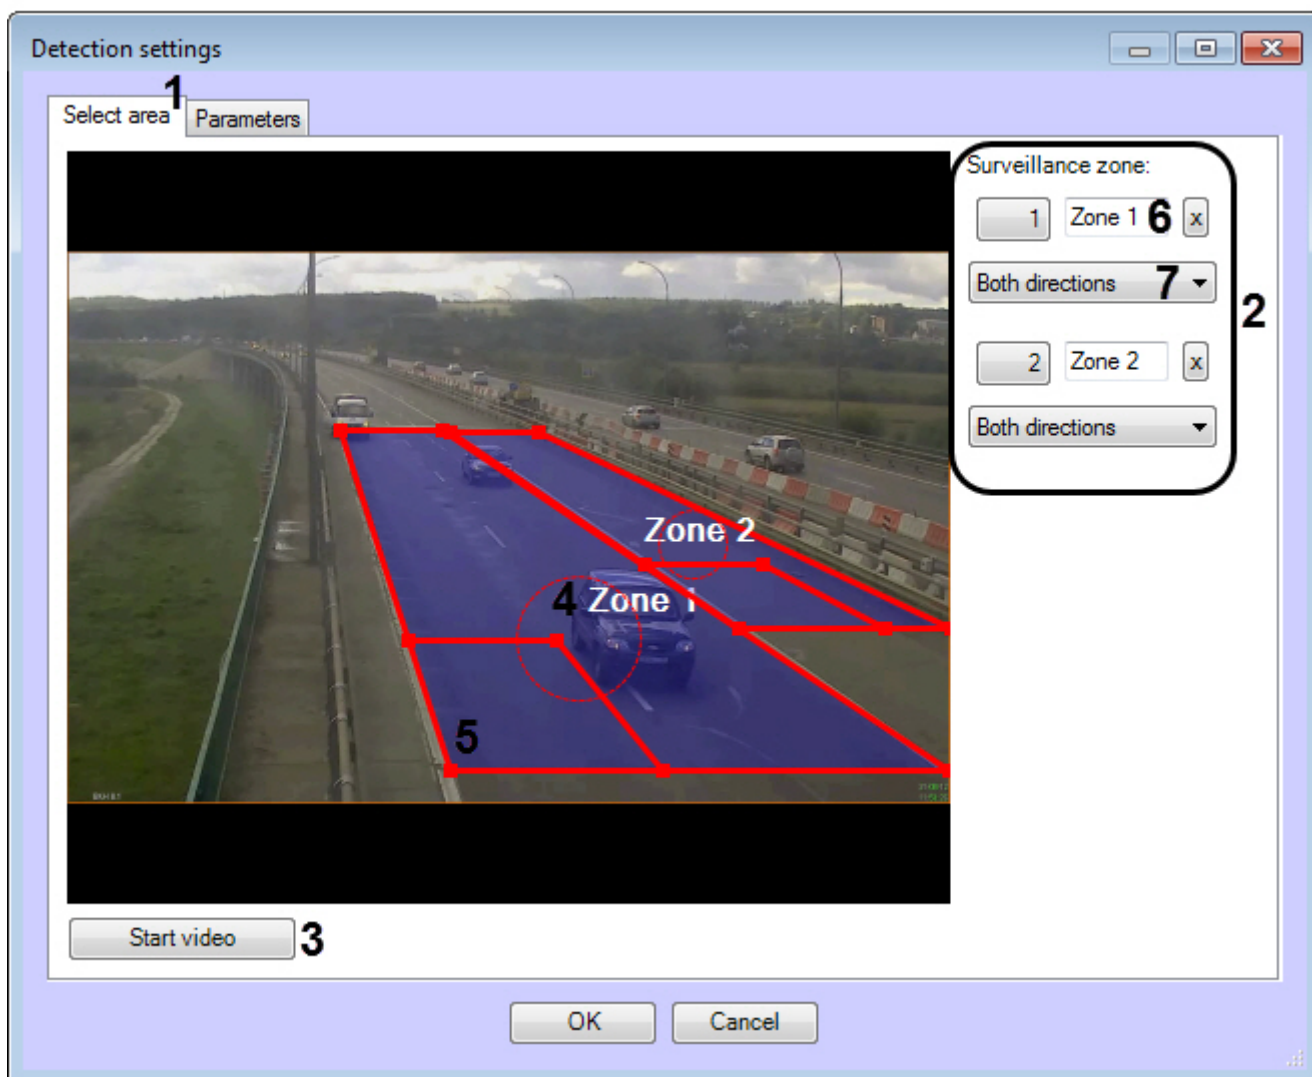 Detection settings
1
Select area
Parameters
Surveillance zone:
1 Zone 1 6 x
Both directions 7
2
2 Zone 2 x
Both directions
Zone 2
4 Zone 1
5
Start video 3
OK Cancel